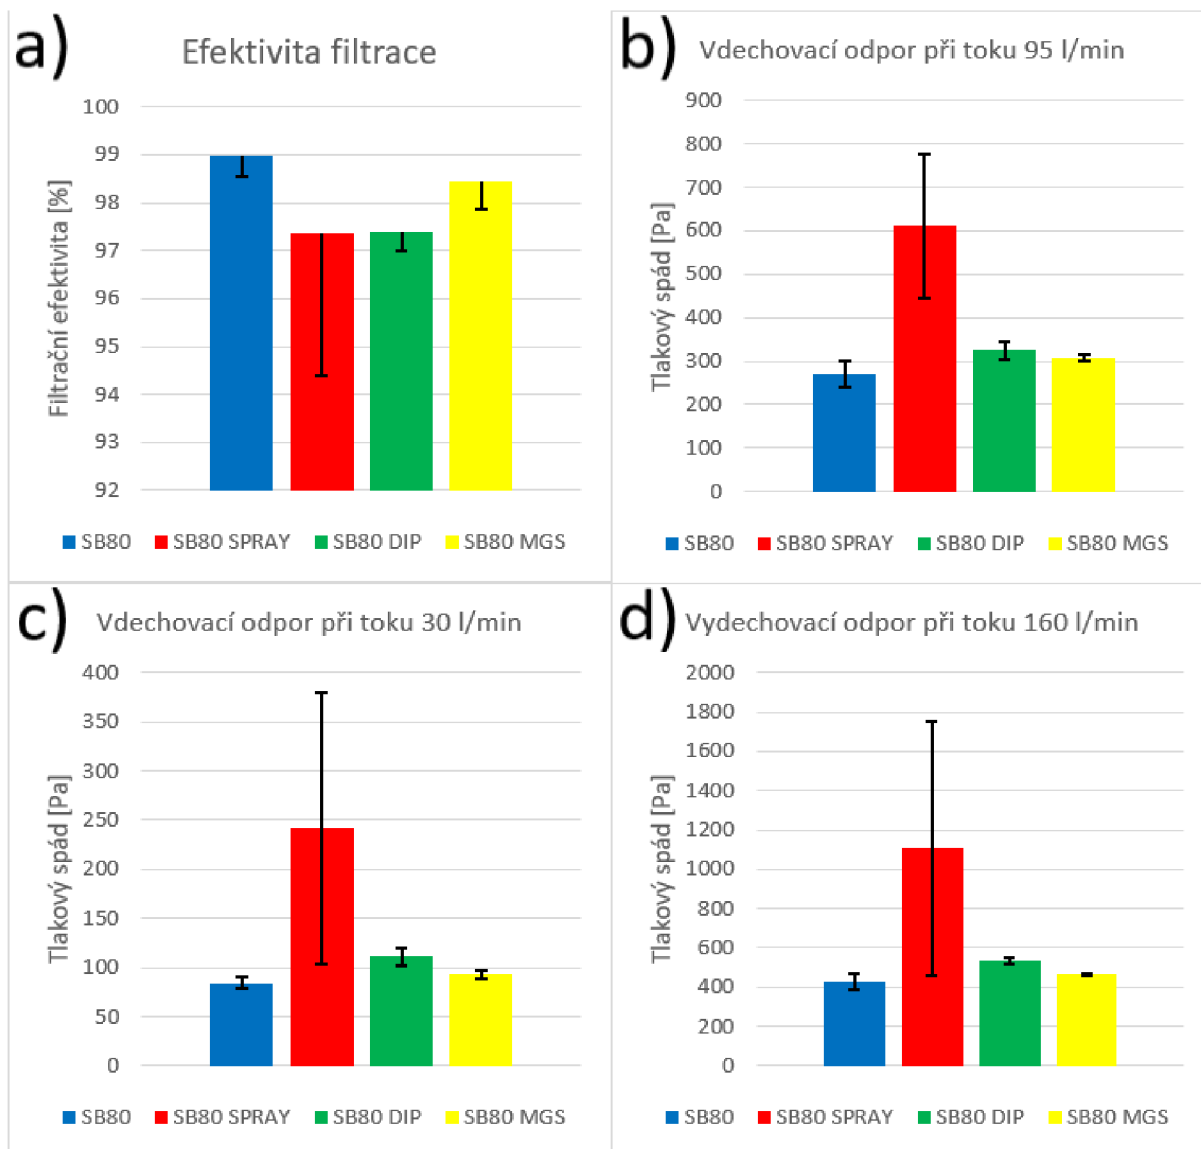 a)
Efektivita filtrace
Filtrační efektivita [%]
100
99
98
97
96
95
94
93
92
SB80 SB80 SPRAY SB80 DIP SB80 MGS
b)
Vdechovací odpor při toku 95 l/min
Tlakový spád [Pa]
900
800
700
600
500
400
300
200
100
0
SB80 SB80 SPRAY SB80 DIP SB80 MGS
c)
Vdechovací odpor při toku 30 l/min
Tlakový spád [Pa]
400
350
300
250
200
150
100
50
0
SB80 SB80 SPRAY SB80 DIP SB80 MGS
d)
Vydechovací odpor při toku 160 l/min
Tlakový spád [Pa]
2000
1800
1600
1400
1200
1000
800
600
400
200
0
SB80 SB80 SPRAY SB80 DIP SB80 MGS